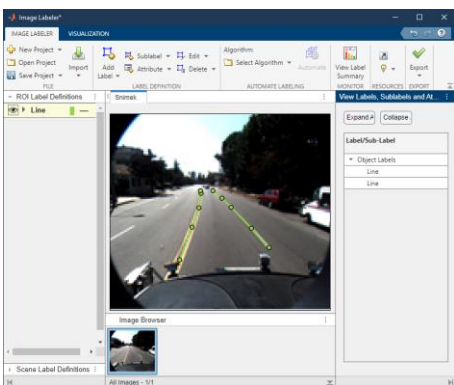 Image Labeler*
IMAGE LABELER
VISUALIZATION
New Project
Open Project
Save Project
Import
FILE
Add
Label
Sublabel
Attribute
Edit
Delete
LABEL DEFINITION
Algorithm:
Select Algorithm
Automate
AUTOMATE LABELING
View Label
Summary
MONITOR
RESOURCES
Export
EXPORT
ROI Label Definitions
Line
Scene Label Definitions
Snimek
Image Browser
All Images - 1/1
View Labels, Sublabels and At...
Expand A
Collapse
Label/Sub-Label
Object Labels
Line
Line